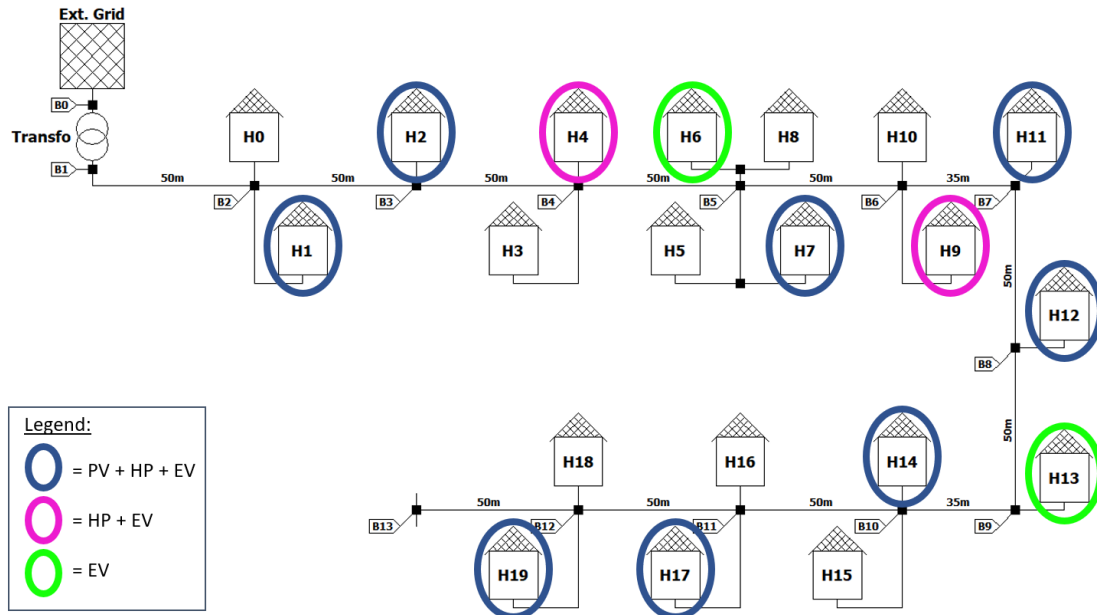 Ext. Grid
B0
Transfo
B1
50m
50m
50m
50m
35m
H0
H2
H4
H6
H8
H10
H11
B2
B3
B4
B5
B6
B7
H1
H3
H5
H7
H9
50m
H12
B8
50m
H18
H16
H14
H13
50m
50m
50m
35m
B13
B12
B11
B10
B9
H19
H17
H15
Legend:
= PV + HP + EV
= HP + EV
= EV